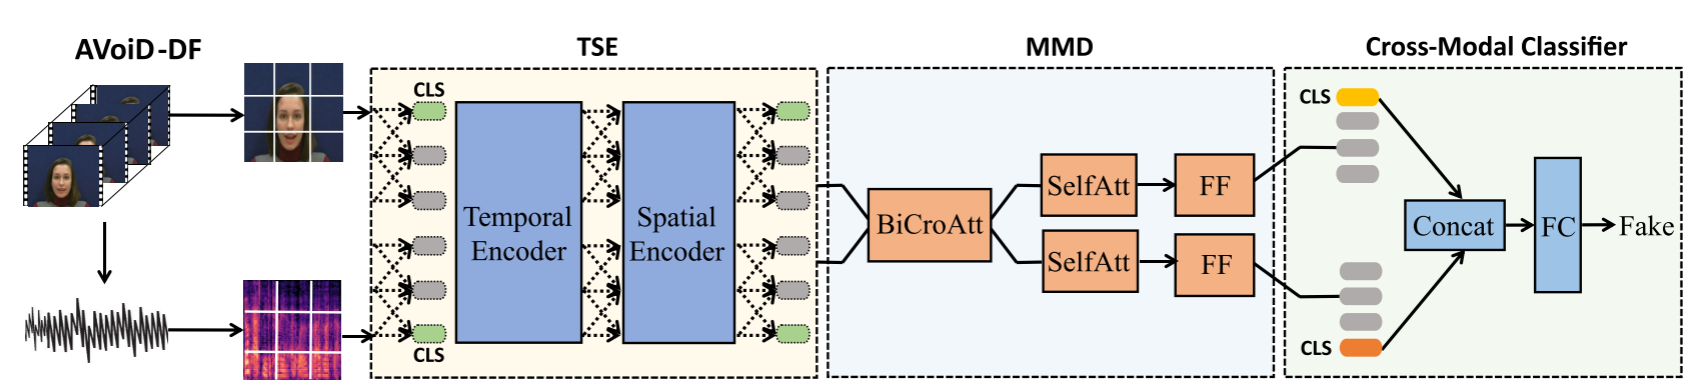 AVoiD-DF
TSE
MMD
Cross-Modal Classifier
CLS
Temporal
Encoder
Spatial
Encoder
CLS
BiCroAtt
SelfAtt
FF
SelfAtt
FF
CLS
Concat
FC
Fake
CLS